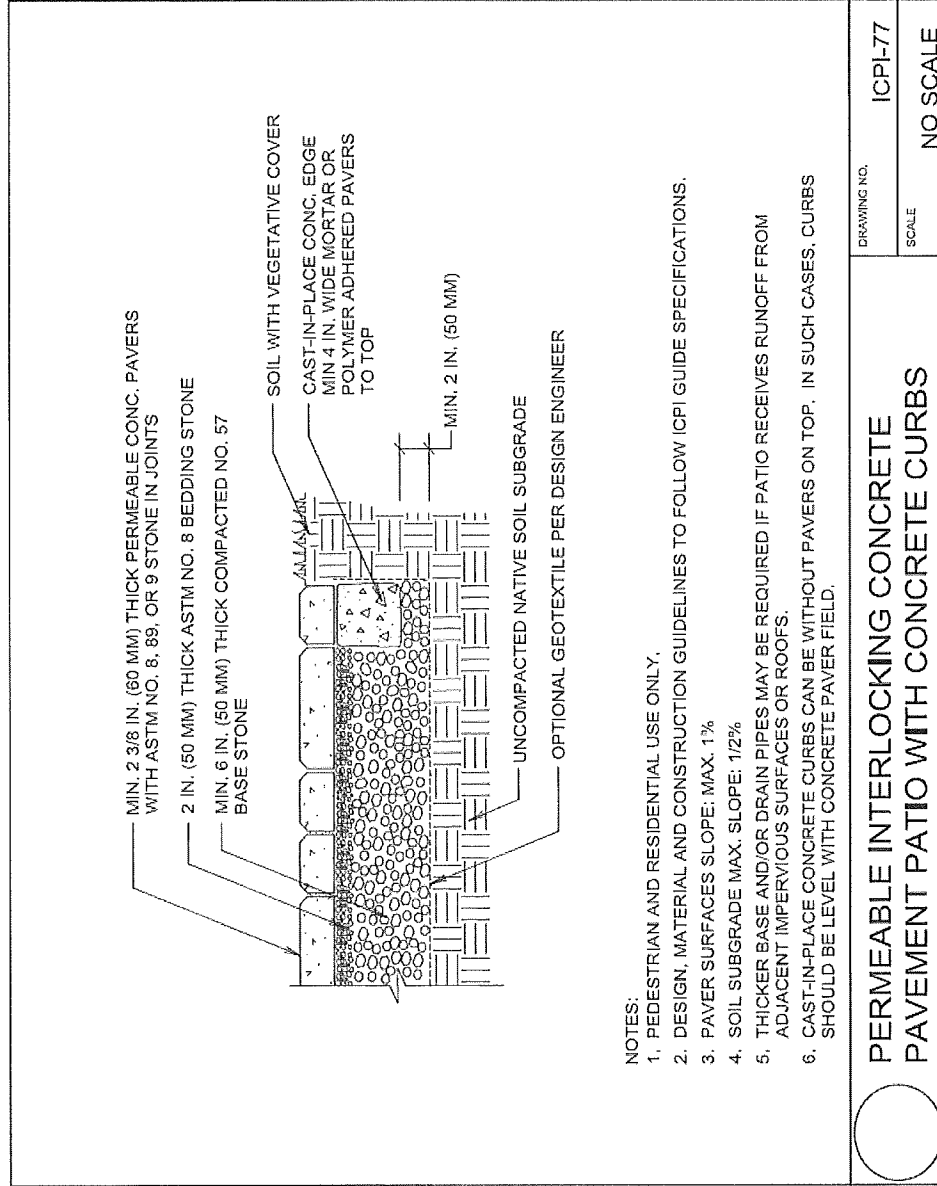 MIN. 2 3/8 IN. (60 MM) THICK PERMEABLE CONC. PAVERS
WITH ASTM NO. 8, 89, OR 9 STONE IN JOINTS
2 IN. (50 MM) THICK ASTM NO. 8 BEDDING STONE
MIN. 6 IN. (50 MM) THICK COMPACTED NO. 57
BASE STONE
SOIL WITH VEGETATIVE COVER
CAST-IN-PLACE CONC. EDGE
MIN 4 IN. WIDE MORTAR OR
POLYMER ADHERED PAVERS
TO TOP
MIN. 2 IN. (50 MM)
UNCOMPACTED NATIVE SOIL SUBGRADE
OPTIONAL GEOTEXTILE PER DESIGN ENGINEER
NOTES:
1. PEDESTRIAN AND RESIDENTIAL USE ONLY.
2. DESIGN, MATERIAL AND CONSTRUCTION GUIDELINES TO FOLLOW ICPI GUIDE SPECIFICATIONS.
3. PAVER SURFACES SLOPE: MAX. 1%
4. SOIL SUBGRADE MAX. SLOPE: 1/2%
5. THICKER BASE AND/OR DRAIN PIPES MAY BE REQUIRED IF PATIO RECEIVES RUNOFF FROM
ADJACENT IMPERVIOUS SURFACES OR ROOFS.
6. CAST-IN-PLACE CONCRETE CURBS CAN BE WITHOUT PAVERS ON TOP. IN SUCH CASES, CURBS
SHOULD BE LEVEL WITH CONCRETE PAVER FIELD.
PERMEABLE INTERLOCKING CONCRETE
PAVEMENT PATIO WITH CONCRETE CURBS
DRAWING NO.
ICPI-77
SCALE
NO SCALE